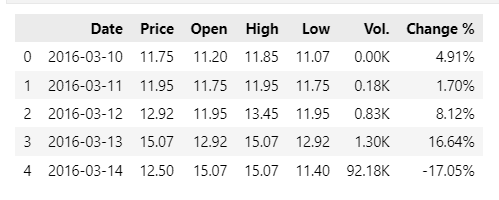 Date Price Open High Low Vol. Change %
0 2016-03-10 11.75 11.20 11.85 11.07 0.00K 4.91%
1 2016-03-11 11.95 11.75 11.95 11.75 0.18K 1.70%
2 2016-03-12 12.92 11.95 13.45 11.95 0.83K 8.12%
3 2016-03-13 15.07 12.92 15.07 12.92 1.30K 16.64%
4 2016-03-14 12.50 15.07 15.07 11.40 92.18K -17.05%